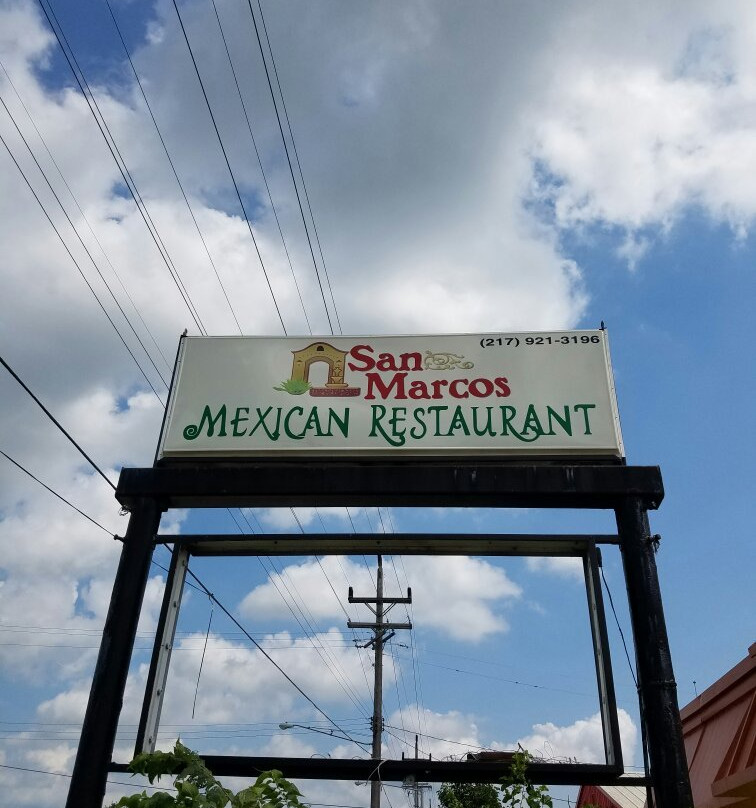 (217) 921-3196
San
Marcos
MEXICAN RESTAURANT